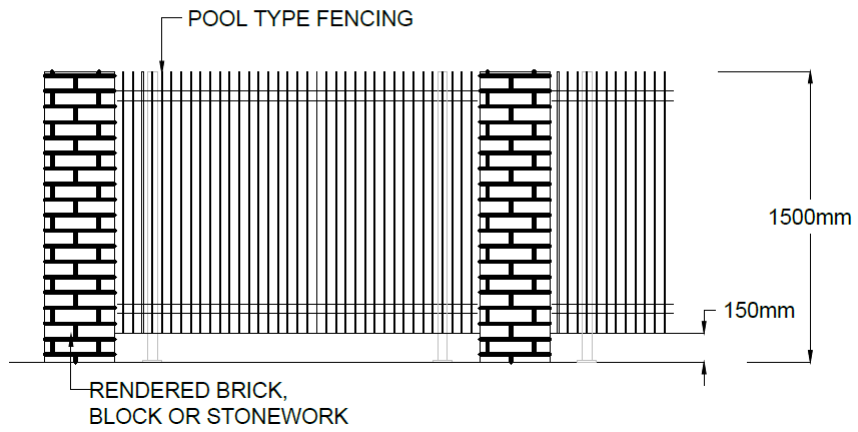 POOL TYPE FENCING
1500mm
150mm
RENDERED BRICK,
BLOCK OR STONEWORK